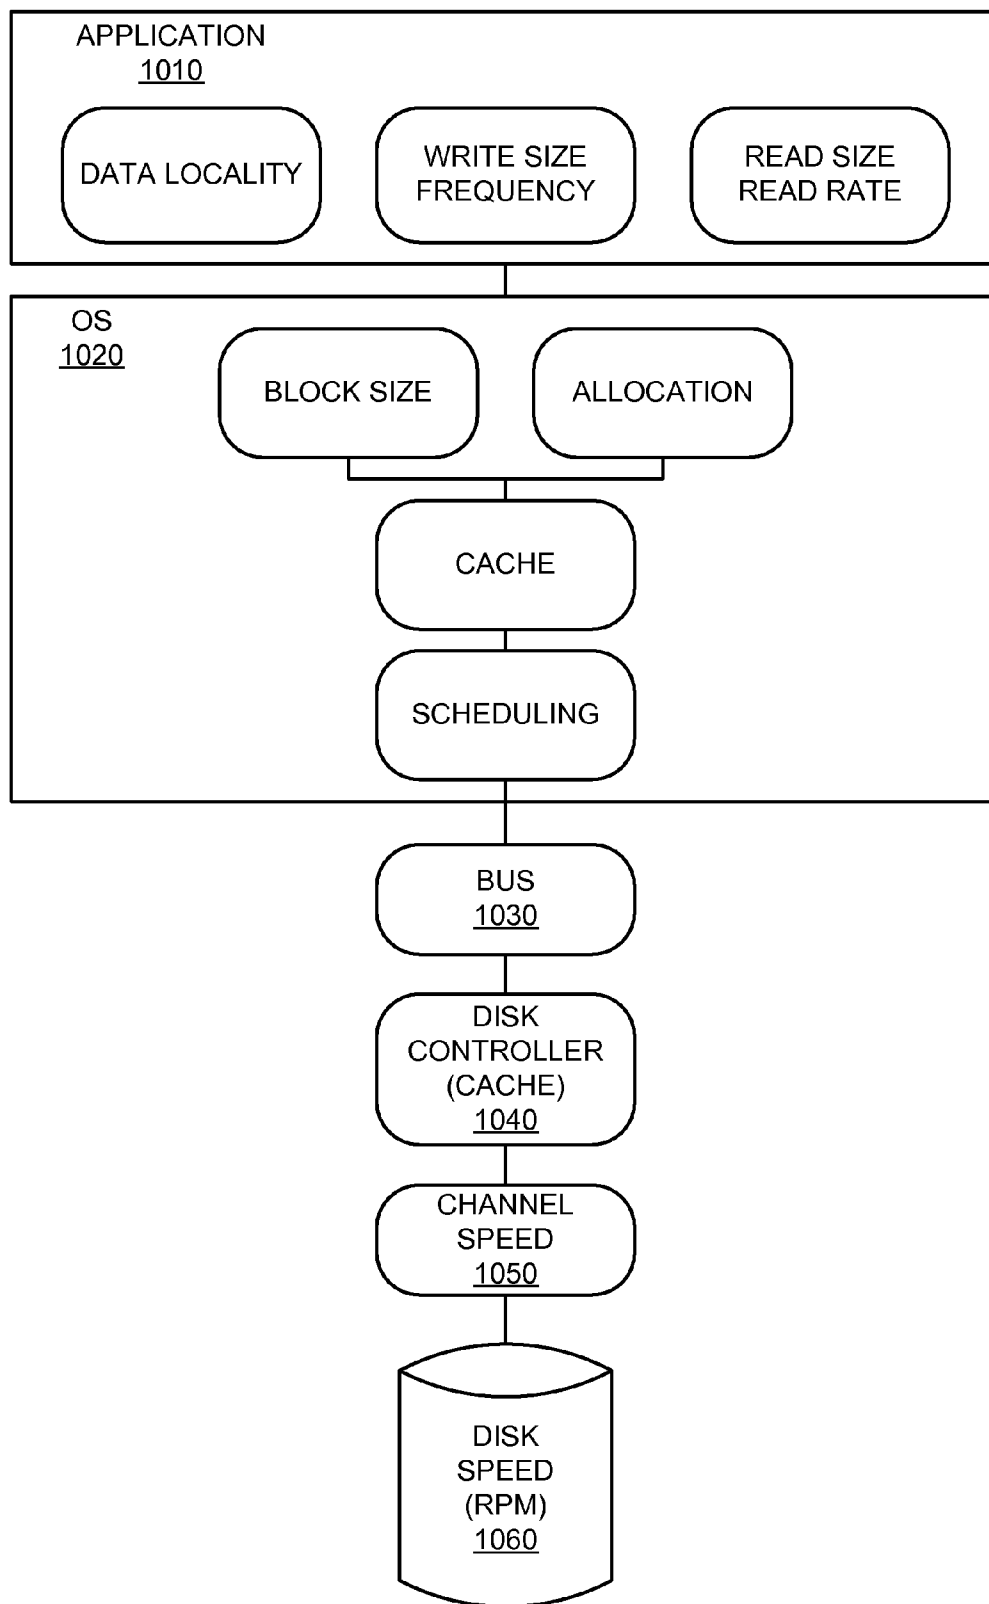 APPLICATION
1010
DATA LOCALITY
WRITE SIZE
FREQUENCY
READ SIZE
READ RATE
OS
1020
BLOCK SIZE
ALLOCATION
CACHE
SCHEDULING
BUS
1030
DISK
CONTROLLER
(CACHE)
1040
CHANNEL
SPEED
1050
DISK
SPEED
(RPM)
1060